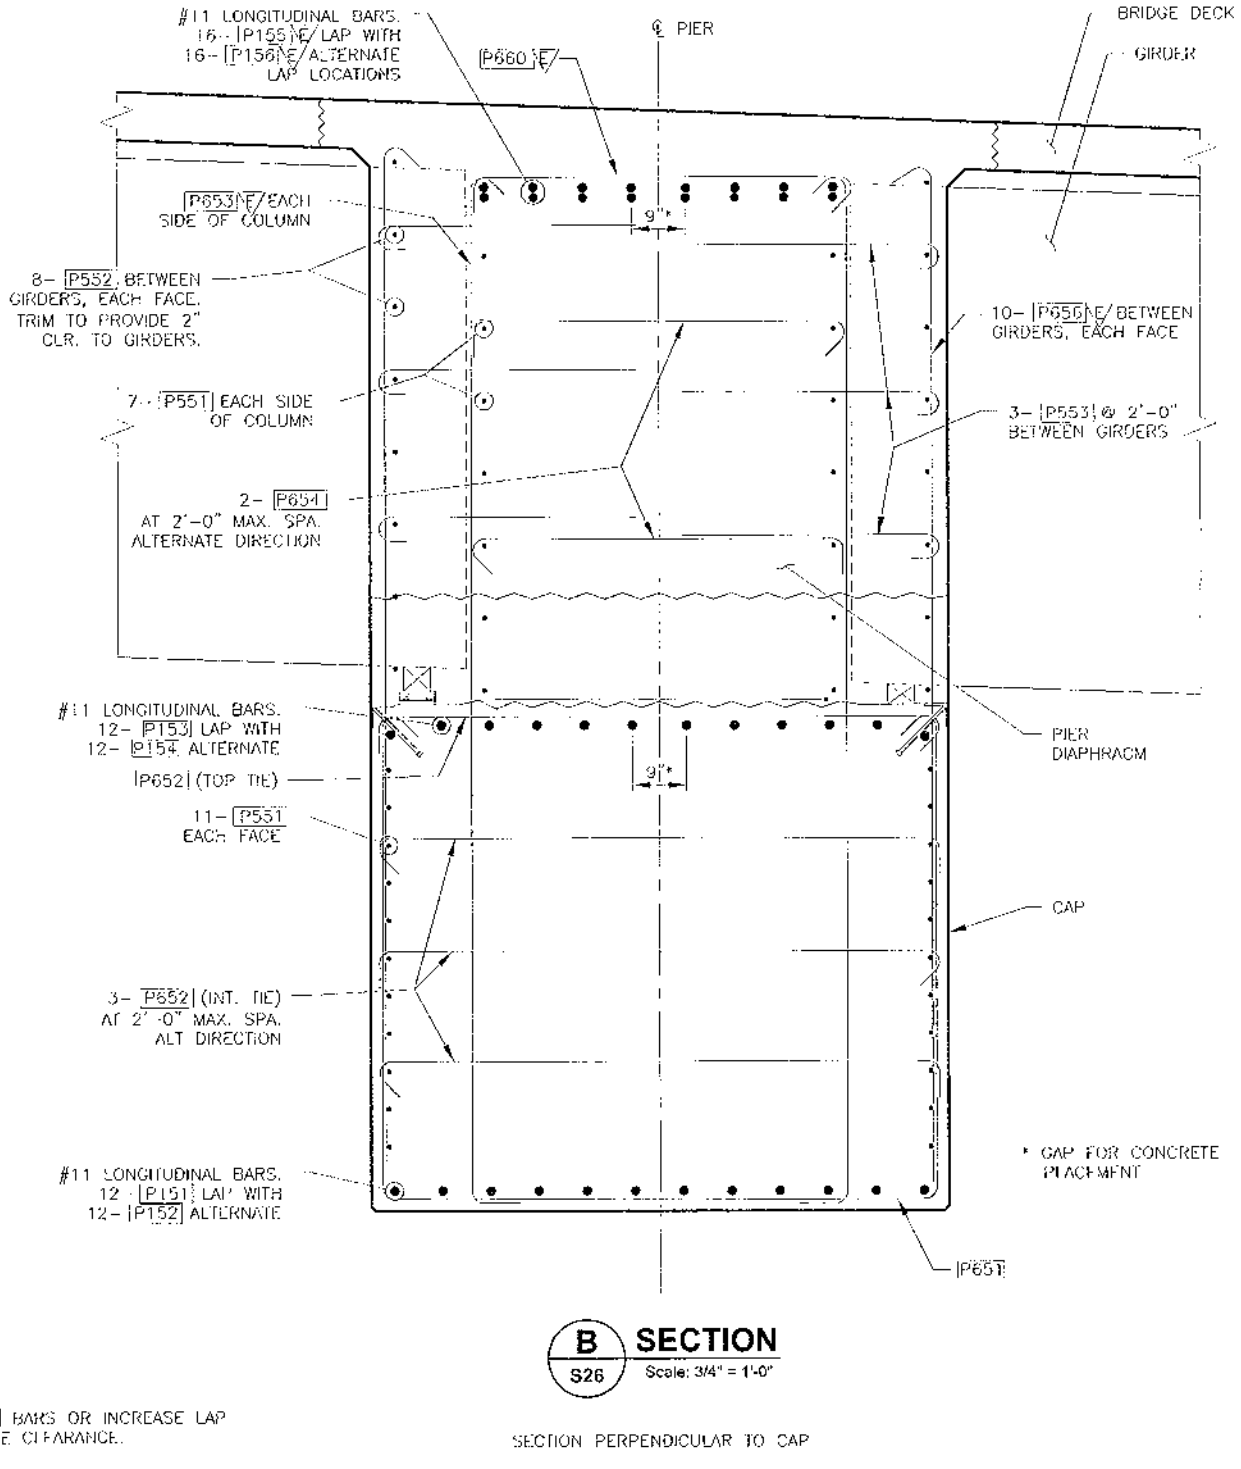 #11 LONGITUDINAL BARS.
16- P155 E/ LAP WITH
16- P156 E/ ALTERNATE
LAP LOCATIONS
P660 E/
℄ PIER
BRIDGE DECK
GIRDER
P653 E/ EACH
SIDE OF COLUMN
9"*
8- P552 BETWEEN
GIRDERS, EACH FACE.
TRIM TO PROVIDE 2"
CLR. TO GIRDERS.
10- P656 E/ BETWEEN
GIRDERS, EACH FACE
7- P551 EACH SIDE
OF COLUMN
3- P553 @ 2'-0"
BETWEEN GIRDERS
2- P654
AT 2'-0" MAX. SPA.
ALTERNATE DIRECTION
#11 LONGITUDINAL BARS.
12- P153 LAP WITH
12- P154 ALTERNATE
PIER
DIAPHRAGM
P652 (TOP TIE)
9"*
11- P551
EACH FACE
CAP
3- P652 (INT. TIE)
AT 2'-0" MAX. SPA.
ALT DIRECTION
* GAP FOR CONCRETE
PLACEMENT
#11 LONGITUDINAL BARS.
12- P151 LAP WITH
12- P152 ALTERNATE
P651
B SECTION
S26 Scale: 3/4" = 1'-0"
BARS OR INCREASE LAP
E CLEARANCE.
SECTION PERPENDICULAR TO CAP